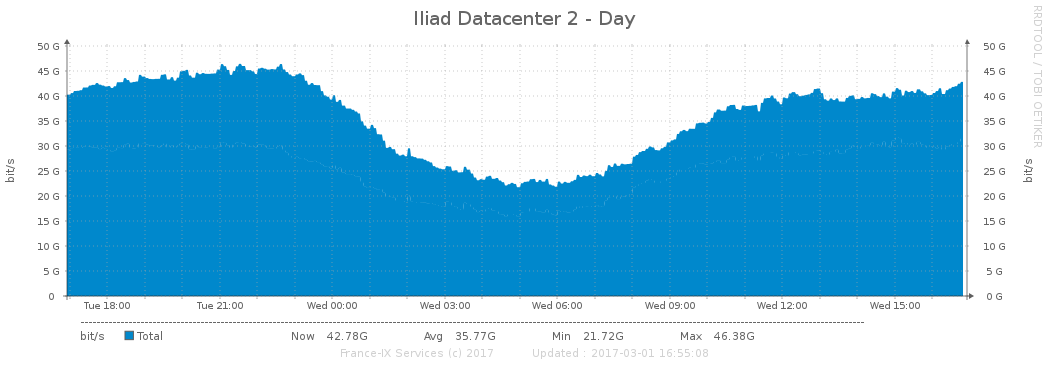 Iliad Datacenter 2 - Day
RRDTOOL / TOBI OETIKER
bit/s
50 G 50 G
45 G 45 G
40 G 40 G
35 G 35 G
30 G 30 G
25 G 25 G
20 G 20 G
15 G 15 G
10 G 10 G
5 G 5 G
0 0 G
bit/s
Tue 18:00 Tue 21:00 Wed 00:00 Wed 03:00 Wed 06:00 Wed 09:00 Wed 12:00 Wed 15:00
bit/s Total Now 42.78G Avg 35.77G Min 21.72G Max 46.38G
France-IX Services (c) 2017 Updated : 2017-03-01 16:55:08